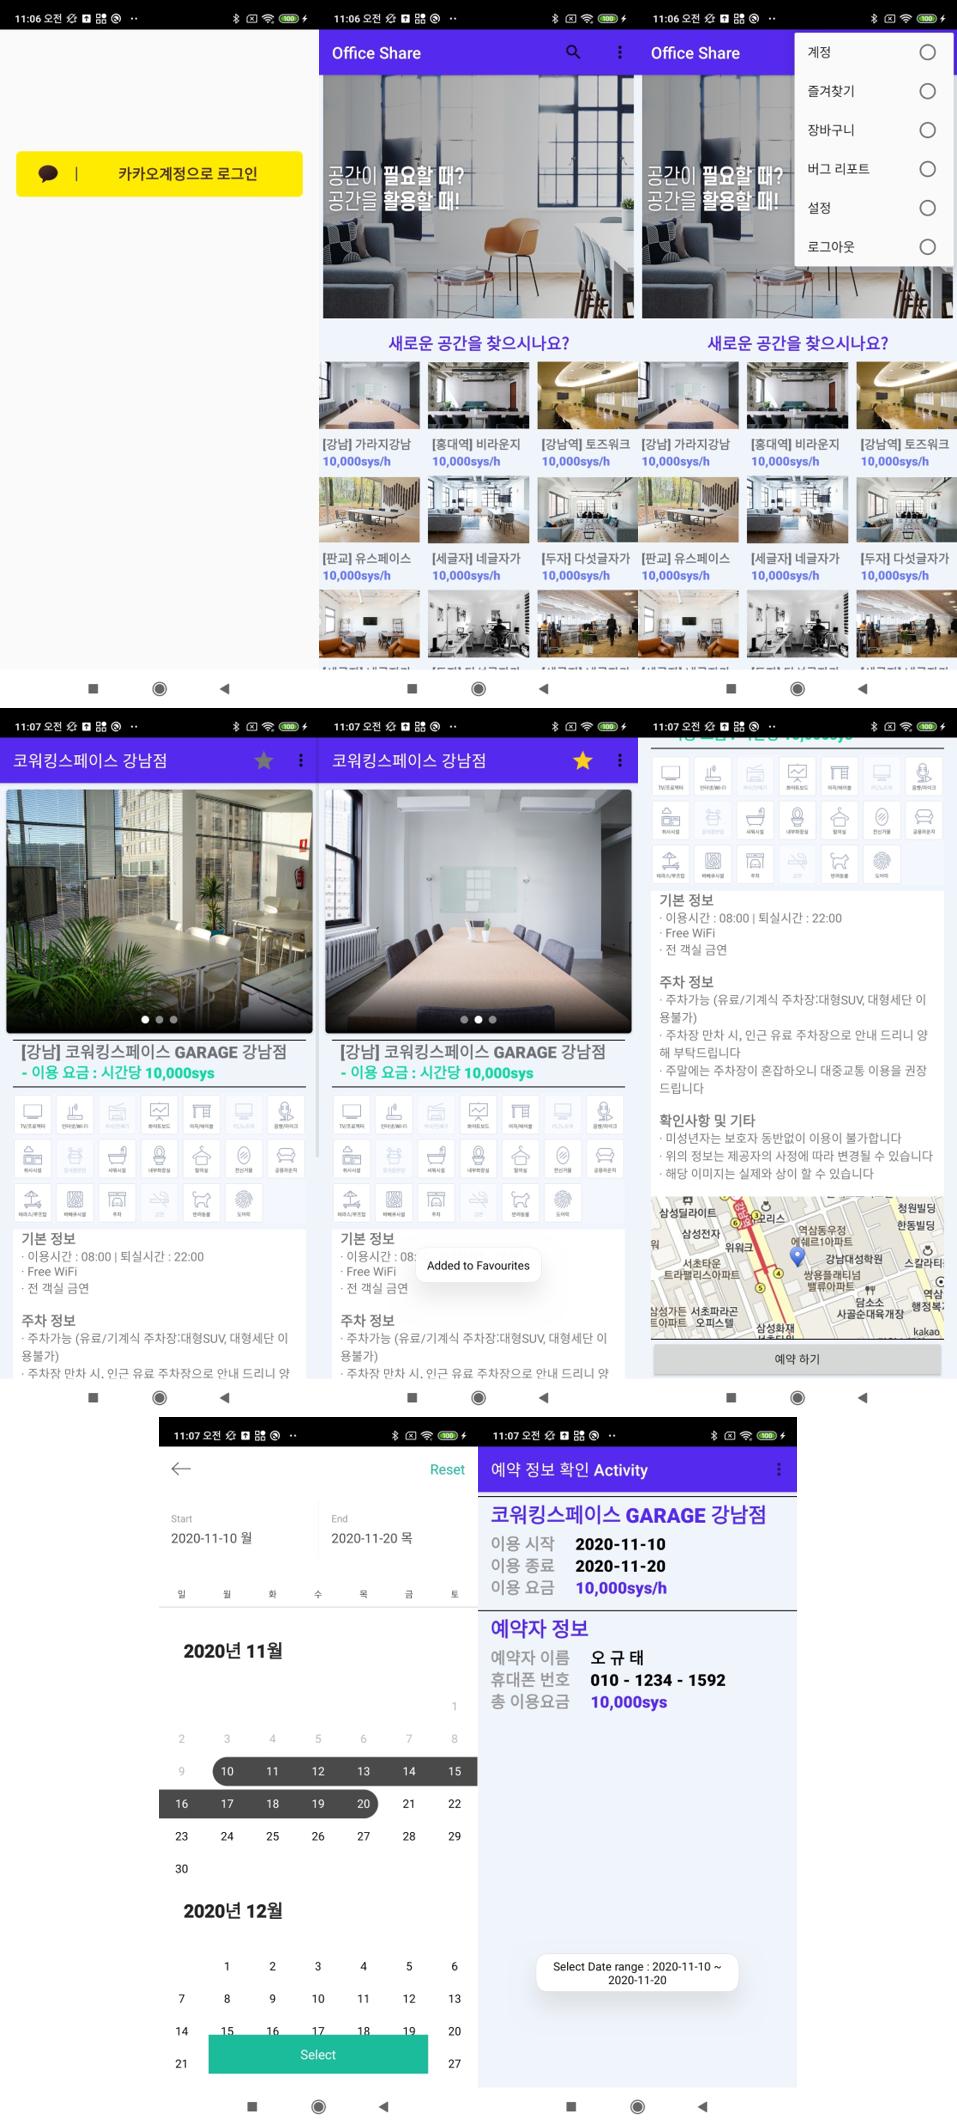 11:06 오전
카카오계정으로 로그인
11:06 오전
Office Share
공간이 필요할 때?
공간을 활용할 때!
새로운 공간을 찾으시나요?
[강남] 가라지강남
[홍대역] 비라운지
[강남역] 토즈워크
10,000sys/h
10,000sys/h
10,000sys/h
[판교] 유스페이스
[세글자] 네글자가
[두자] 다섯글자가
10,000sys/h
10,000sys/h
10,000sys/h
11:06 오전
Office Share
계정
즐겨찾기
장바구니
버그 리포트
설정
로그아웃
공간이 필요할 때?
공간을 활용할 때!
새로운 공간을 찾으시나요?
[강남] 가라지강남
[홍대역] 비라운지
[강남역] 토즈워크
10,000sys/h
10,000sys/h
10,000sys/h
[판교] 유스페이스
[세글자] 네글자가
[두자] 다섯글자가
10,000sys/h
10,000sys/h
10,000sys/h
11:07 오전
코워킹스페이스 강남점
[강남] 코워킹스페이스 GARAGE 강남점
- 이용 요금 : 시간당 10,000sys
기본 정보
· 이용시간 : 08:00 | 퇴실시간 : 22:00
· Free WiFi
· 전 객실 금연
주차 정보
· 주차가능 (유료/기계식 주차장:대형SUV, 대형세단 이
용불가)
· 주차장 만차 시, 인근 유료 주차장으로 안내 드리니 양
11:07 오전
코워킹스페이스 강남점
[강남] 코워킹스페이스 GARAGE 강남점
- 이용 요금 : 시간당 10,000sys
기본 정보
· 이용시간 : 08:
· Free WiFi
· 전 객실 금연
Added to Favourites
주차 정보
· 주차가능 (유료/기계식 주차장:대형SUV, 대형세단 이
용불가)
· 주차장 만차 시, 인근 유료 주차장으로 안내 드리니 양
11:07 오전
기본 정보
· 이용시간 : 08:00 | 퇴실시간 : 22:00
· Free WiFi
· 전 객실 금연
주차 정보
· 주차가능 (유료/기계식 주차장:대형SUV, 대형세단 이
용불가)
· 주차장 만차 시, 인근 유료 주차장으로 안내 드리니 양
해 부탁드립니다
· 주말에는 주차장이 혼잡하오니 대중교통 이용을 권장
드립니다
확인사항 및 기타
· 미성년자는 보호자 동반없이 이용이 불가합니다
· 위의 정보는 제공자의 사정에 따라 변경될 수 있습니다
· 해당 이미지는 실제와 상이 할 수 있습니다
삼성딜라이트
강남역
모리스
청원빌딩
한동빌딩
삼성전자
위워크
역삼동우정
에쉐르1아파트
강남대성학원
서초타운
트라팰리스아파트
쌍용플래티넘
밸류아파트
스칼라티
삼성가든
서초파라곤
오피스텔
담소소
사골순대육개장
역삼
행정복
삼성화재
kakao
예약 하기
11:07 오전
Reset
Start
End
2020-11-10 월
2020-11-20 목
일 월 화 수 목 금 토
2020년 11월
1
2 3 4 5 6 7 8
9 10 11 12 13 14 15
16 17 18 19 20 21 22
23 24 25 26 27 28 29
30
2020년 12월
1 2 3 4 5 6
7 8 9 10 11 12 13
14 15 16 17 18 19 20
21 27
Select
11:07 오전
예약 정보 확인 Activity
코워킹스페이스 GARAGE 강남점
이용 시작 2020-11-10
이용 종료 2020-11-20
이용 요금 10,000sys/h
예약자 정보
예약자 이름 오 규 태
휴대폰 번호 010 - 1234 - 1592
총 이용요금 10,000sys
Select Date range : 2020-11-10 ~
2020-11-20